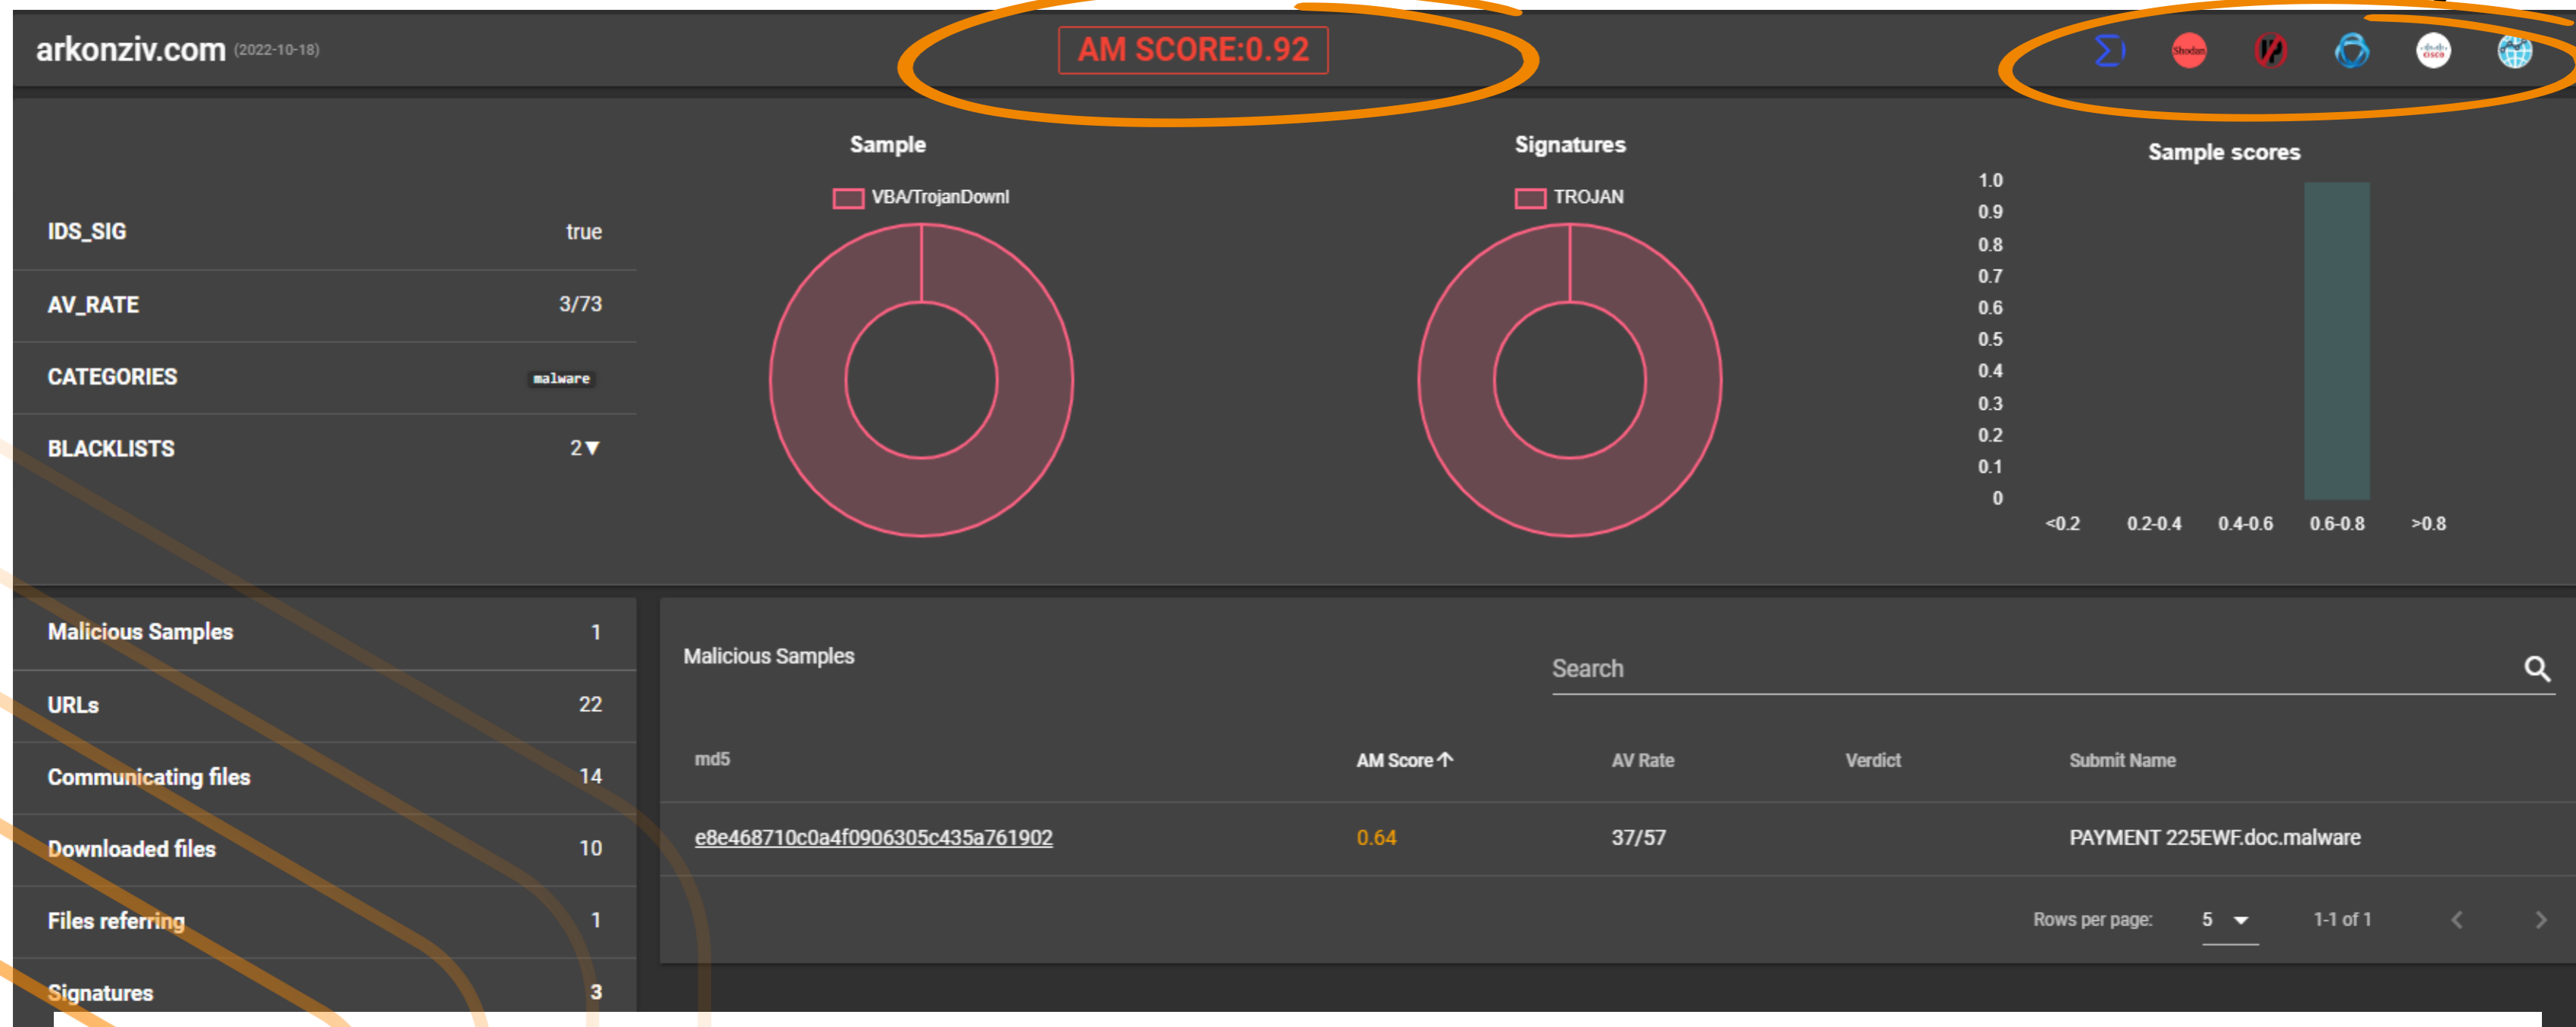 arkonziv.com (2022-10-18)
AM SCORE:0.92
Shodan
CISCO
IDS_SIG true
AV_RATE 3/73
CATEGORIES malware
BLACKLISTS 2▼
Sample
VBA/TrojanDownl
Signatures
TROJAN
Sample scores
1.0
0.9
0.8
0.7
0.6
0.5
0.4
0.3
0.2
0.1
0
<0.2 0.2-0.4 0.4-0.6 0.6-0.8 >0.8
Malicious Samples 1
URLs 22
Communicating files 14
Downloaded files 10
Files referring 1
Signatures 3
Malicious Samples
Search
md5 AM Score↑ AV Rate Verdict Submit Name
e8e468710c0a4f0906305c435a761902 0.64 37/57 PAYMENT 225EWF.doc.malware
Rows per page: 5 1-1 of 1